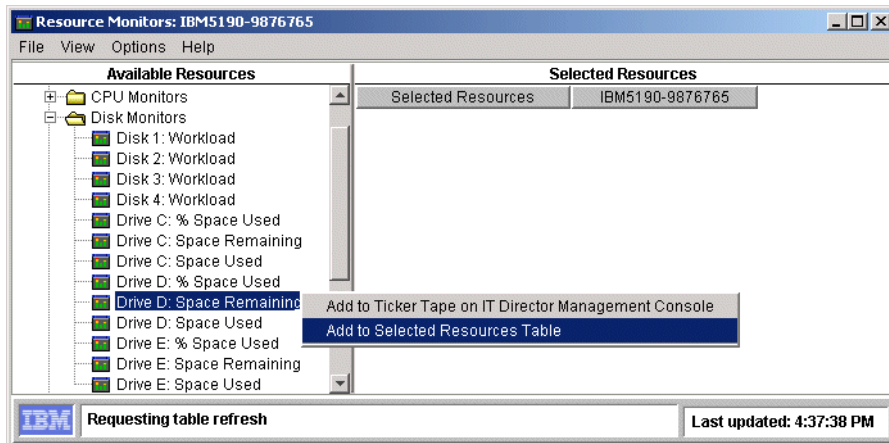 Resource Monitors: IBM5190-9876765
File View Options Help
Available Resources
Selected Resources
CPU Monitors
Disk Monitors
Disk 1: Workload
Disk 2: Workload
Disk 3: Workload
Disk 4: Workload
Drive C: % Space Used
Drive C: Space Remaining
Drive C: Space Used
Drive D: % Space Used
Drive D: Space Remaining
Drive D: Space Used
Drive E: % Space Used
Drive E: Space Remaining
Drive E: Space Used
Selected Resources IBM5190-9876765
Add to Ticker Tape on IT Director Management Console
Add to Selected Resources Table
IBM
Requesting table refresh
Last updated: 4:37:38 PM